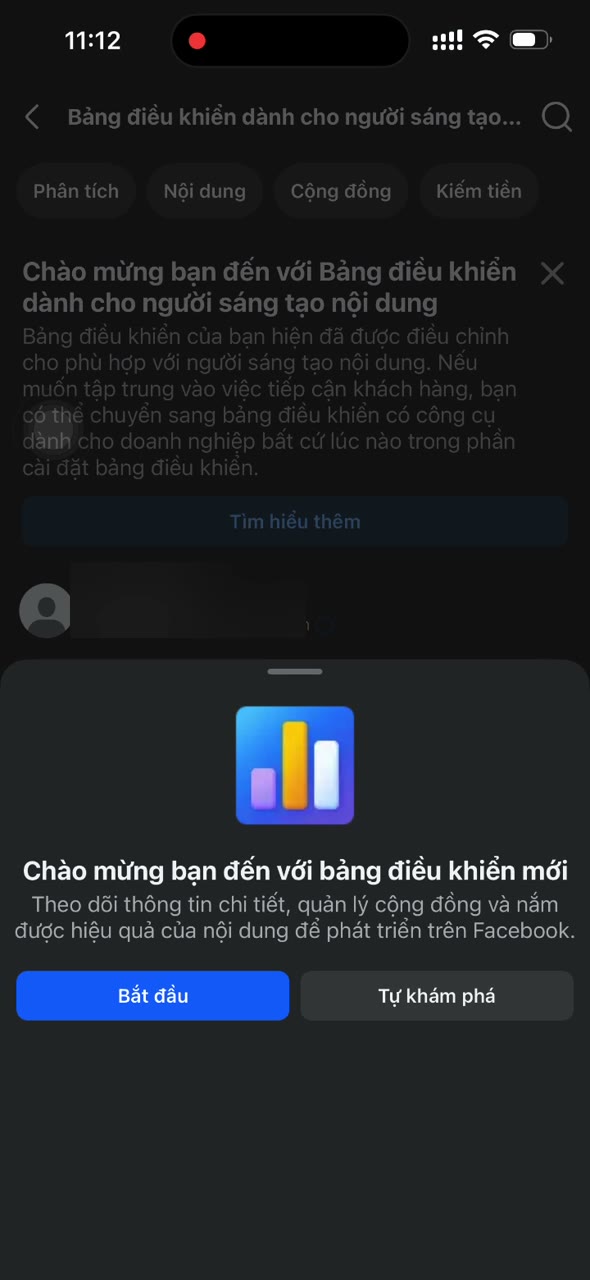 11:12
Bảng điều khiển dành cho người sáng tạo...
Phân tích
Nội dung
Cộng đồng
Kiếm tiền
Chào mừng bạn đến với Bảng điều khiển
dành cho người sáng tạo nội dung
Bảng điều khiển của bạn hiện đã được điều chỉnh
cho phù hợp với người sáng tạo nội dung. Nếu
muốn tập trung vào việc tiếp cận khách hàng, bạn
có thể chuyển sang bảng điều khiển có công cụ
dành cho doanh nghiệp bất cứ lúc nào trong phần
cài đặt bảng điều khiển.
Tìm hiểu thêm
Chào mừng bạn đến với bảng điều khiển mới
Theo dõi thông tin chi tiết, quản lý cộng đồng và nắm
được hiệu quả của nội dung để phát triển trên Facebook.
Bắt đầu
Tự khám phá